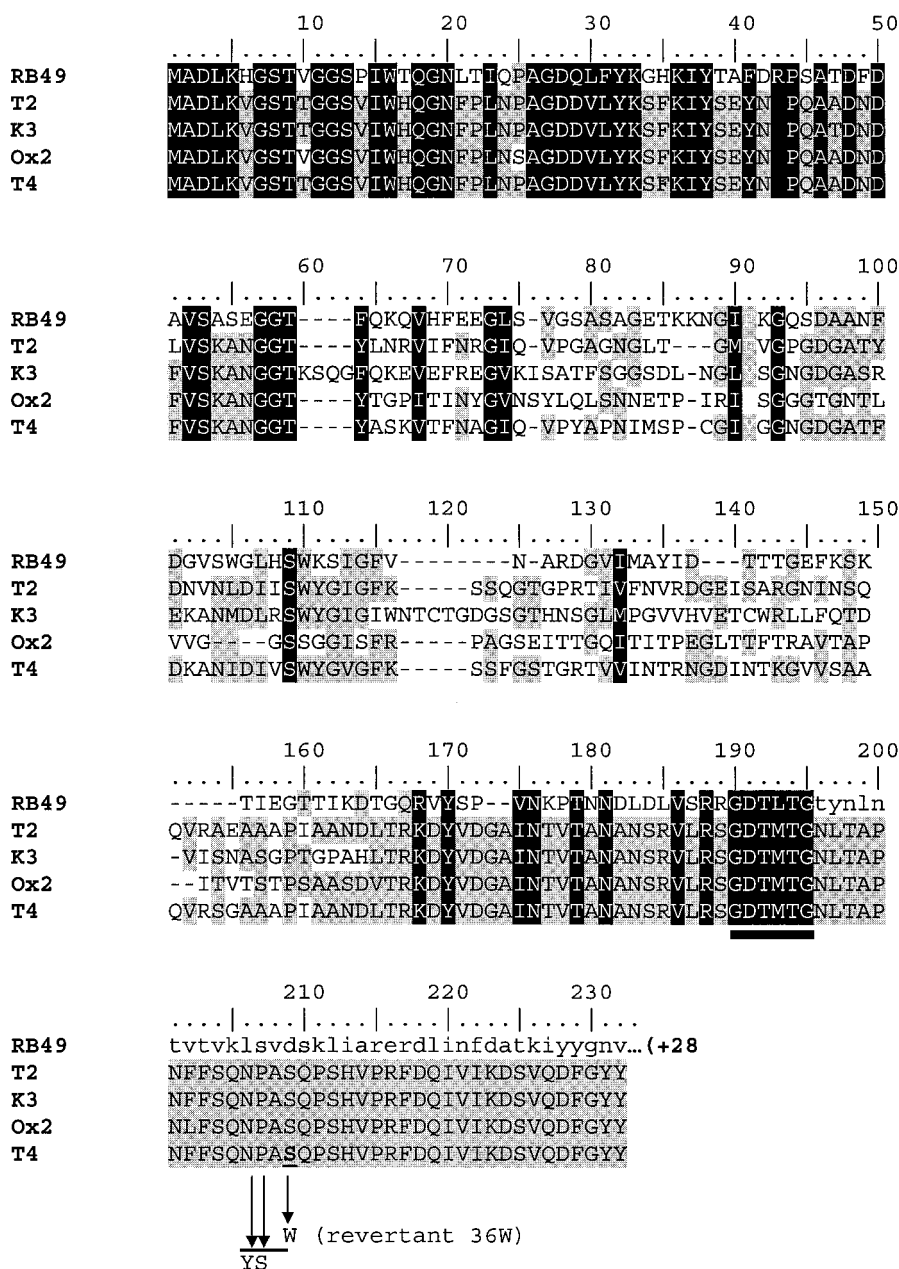 10 20 30 40 50
RB49 MADLKHGSTVGGSPIWTQGNLTIQPAGDQLFYKGHKIYTAFDRPSATDFD
T2 MADLKVGSTTGGSVIWHQGNFPLNPAGDDVLYKSFKIYSEYN PQAADND
K3 MADLKVGSTTGGSVIWHQGNFPLNPAGDDVLYKSFKIYSEYN PQATDND
Ox2 MADLKVGSTVGGSVIWHQGNFPLNSAGDDVLYKSFKIYSEYN PQAADND
T4 MADLKVGSTTGGSVIWHQGNFPLNPAGDDVLYKSFKIYSEYN PQAADND
60 70 80 90 100
RB49 AVSASEGGT----FQKQVHFEEGLS-VGSASAGETKKNGI KGQSDAANF
T2 LVSKANGGT----YLNRVIFNRGIQ-VPGAGNGLT---GM VGPGDGATY
K3 FVSKANGGTKSQGFQKEVEFREGVKISATFSGGSDL-NGL SGNGDGASR
Ox2 FVSKANGGT----YTGPITINYGVNSYLQLSNNETP-IRI SGGGTGNTL
T4 FVSKANGGT----YASKVTFNAGIQ-VPYAPNIMSP-CGI GGNGDGATF
110 120 130 140 150
RB49 DGVSWGLHSWKSIGFV--------N-ARDGVIMAYID---TTTGEFKSK
T2 DNVNLDIISWYGIGFK-----SSQGTGPRTIVFNVRDGEISARGNINSQ
K3 EKANMDLRSWYGIGIWNTCTGDGSGTHNSGLMPGVVHVETCWRLLFQTD
Ox2 VVG----GSSGGISFR-----PAGSEITTGQITITPEGLTTFTRAVTAP
T4 DKANIDIVSWYGVGFK-----SSFGSTGRTVVINTRNGDINTKGVVSAA
160 170 180 190 200
RB49 -----TIEGTTIKDTGQRVYSP--VNKPTNNDLDLVSRRGDTLTGtynln
T2 QVRAEAAAPIAANDLTRKDYVDGAINTVTANANSRVLRSGDTMTGNLTAP
K3 -VISNASGPTGPAHLTRKDYVDGAINTVTANANSRVLRSGDTMTGNLTAP
Ox2 --ITVTSTPSAASDVTRKDYVDGAINTVTANANSRVLRSGDTMTGNLTAP
T4 QVRSGAAAPIAANDLTRKDYVDGAINTVTANANSRVLRSGDTMTGNLTAP
210 220 230
RB49 tvtvklsvdskliarerdlinfdatkiyygnv… (+28
T2 NFFSQNPASQPSHVPRFDQIVIKDSVQDFGYY
K3 NFFSQNPASQPSHVPRFDQIVIKDSVQDFGYY
Ox2 NLFSQNPASQPSHVPRFDQIVIKDSVQDFGYY
T4 NFFSQNPASQPSHVPRFDQIVIKDSVQDFGYY
W (revertant 36W)
YS